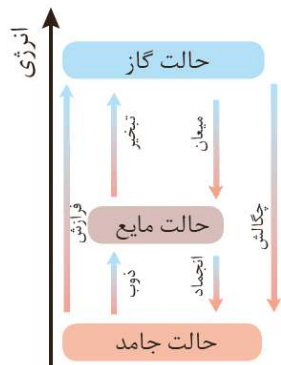 انرژی
حالت گاز
میعان
تبخیر
چگالش
فرازش
حالت مایع
انجماد
ذوب
حالت جامد